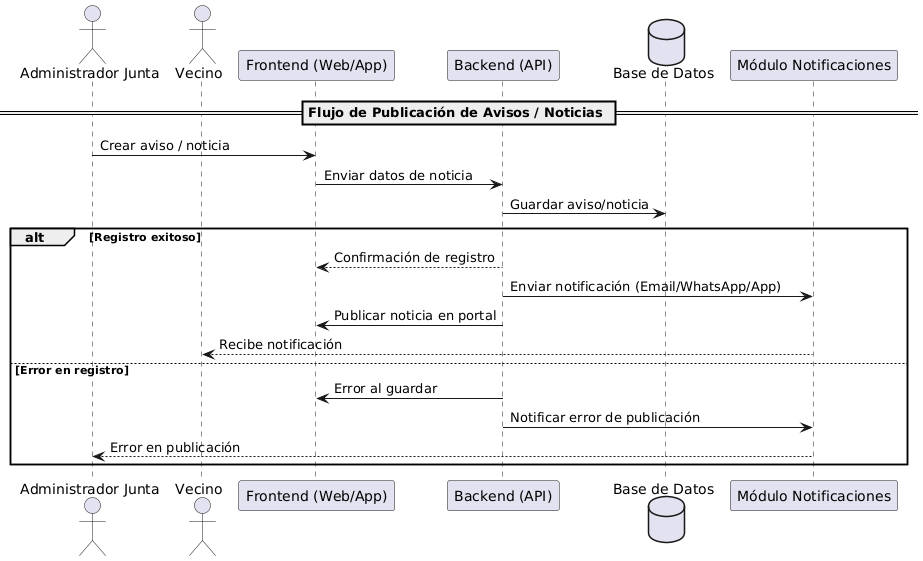 Administrador Junta
Vecino
Frontend (Web/App)
Backend (API)
Base de Datos
Módulo Notificaciones
Flujo de Publicación de Avisos / Noticias
Crear aviso / noticia
Enviar datos de noticia
Guardar aviso/noticia
alt
[Registro exitoso]
Confirmación de registro
Enviar notificación (Email/WhatsApp/App)
Publicar noticia en portal
Recibe notificación
[Error en registro]
Error al guardar
Notificar error de publicación
Error en publicación
Administrador Junta
Vecino
Frontend (Web/App)
Backend (API)
Base de Datos
Módulo Notificaciones